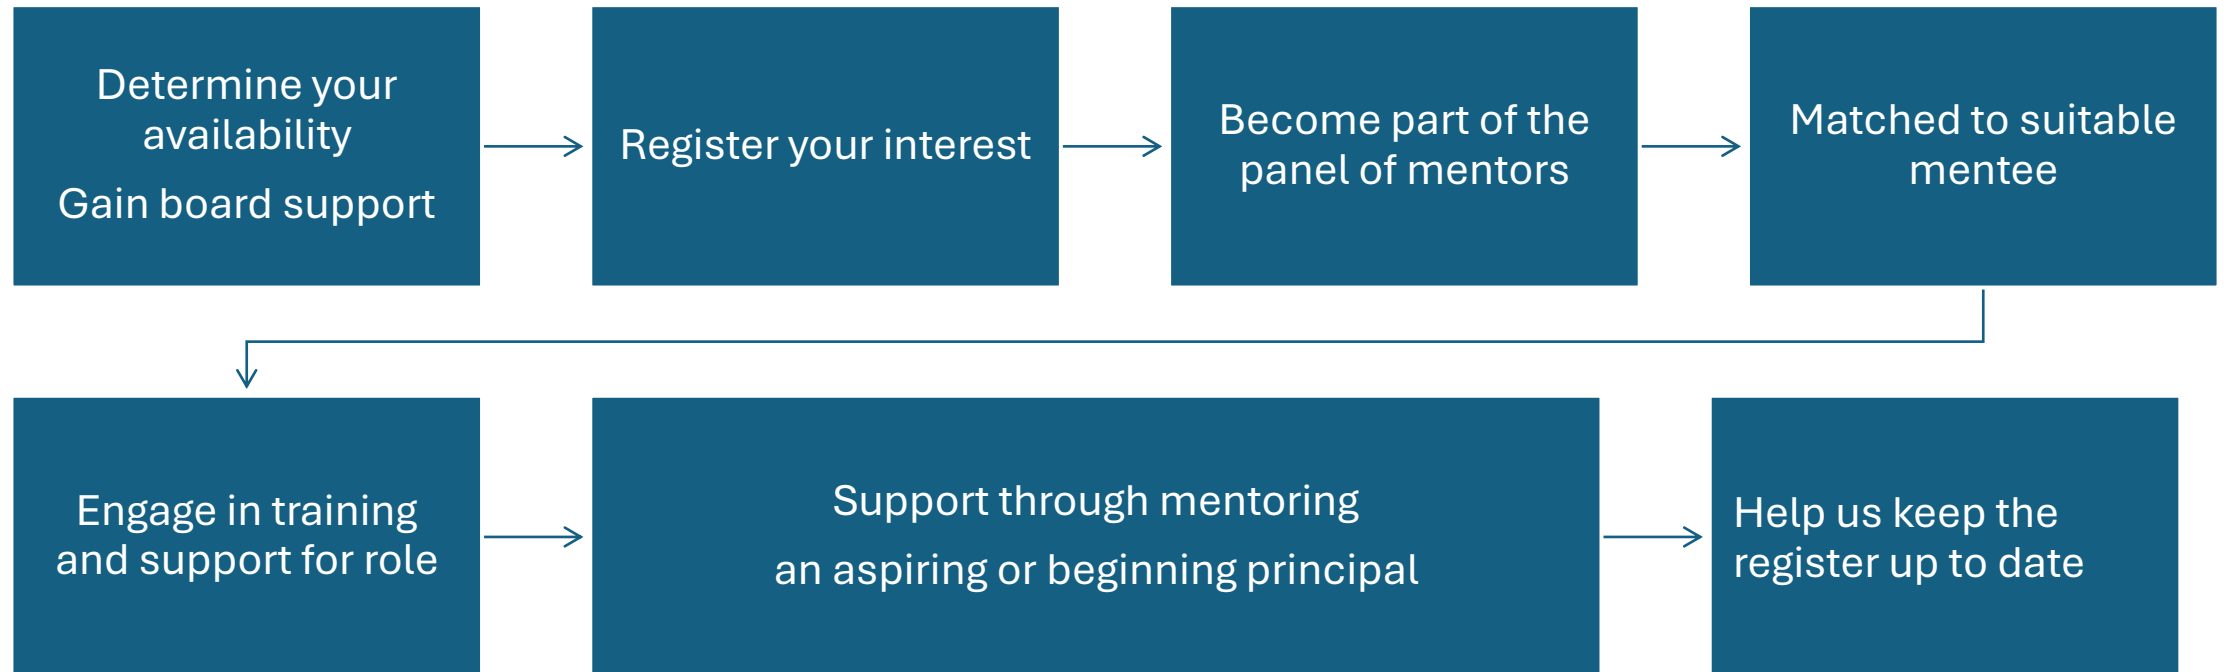 Determine your
availability
Gain board support
Register your interest
Become part of the
panel of mentors
Matched to suitable
mentee
Engage in training
and support for role
Support through mentoring
an aspiring or beginning principal
Help us keep the
register up to date